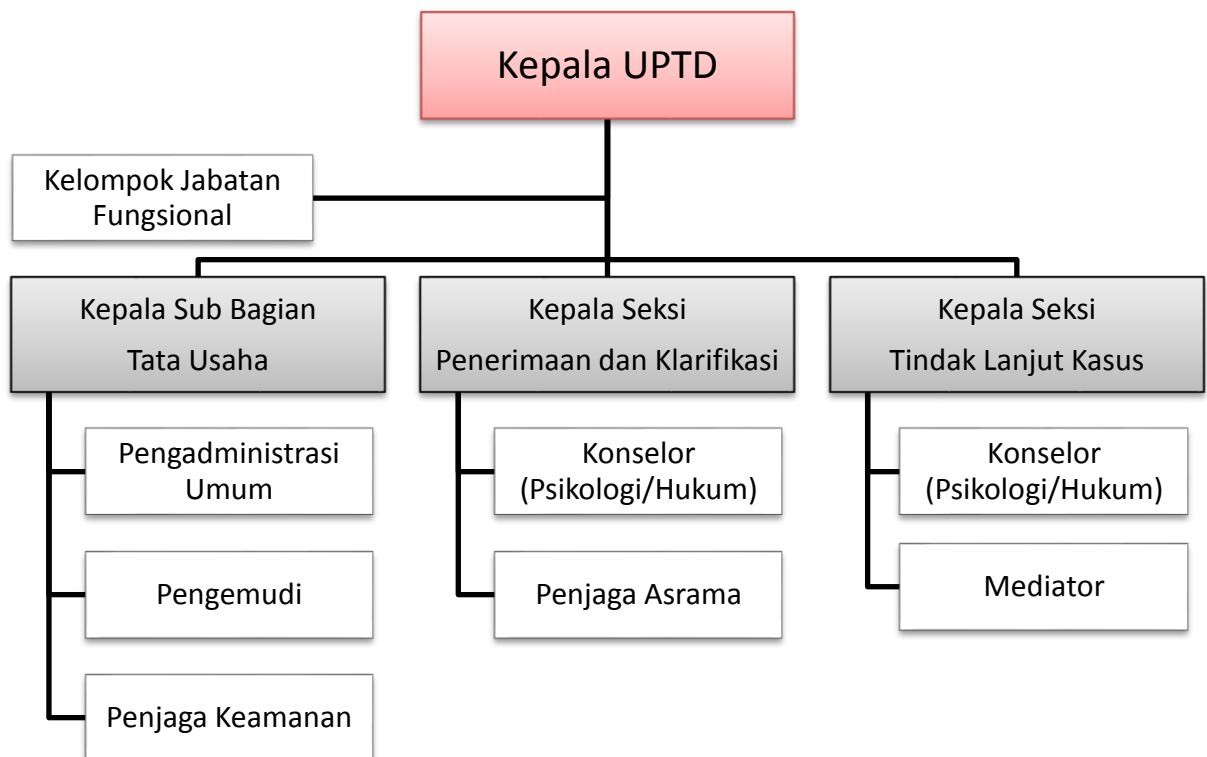 Kepala UPTD
Kelompok Jabatan
Fungsional
Kepala Sub Bagian
Tata Usaha
Kepala Seksi
Penerimaan dan Klarifikasi
Kepala Seksi
Tindak Lanjut Kasus
Pengadministrasi
Umum
Konselor
(Psikologi/Hukum)
Konselor
(Psikologi/Hukum)
Pengemudi
Penjaga Asrama
Mediator
Penjaga Keamanan